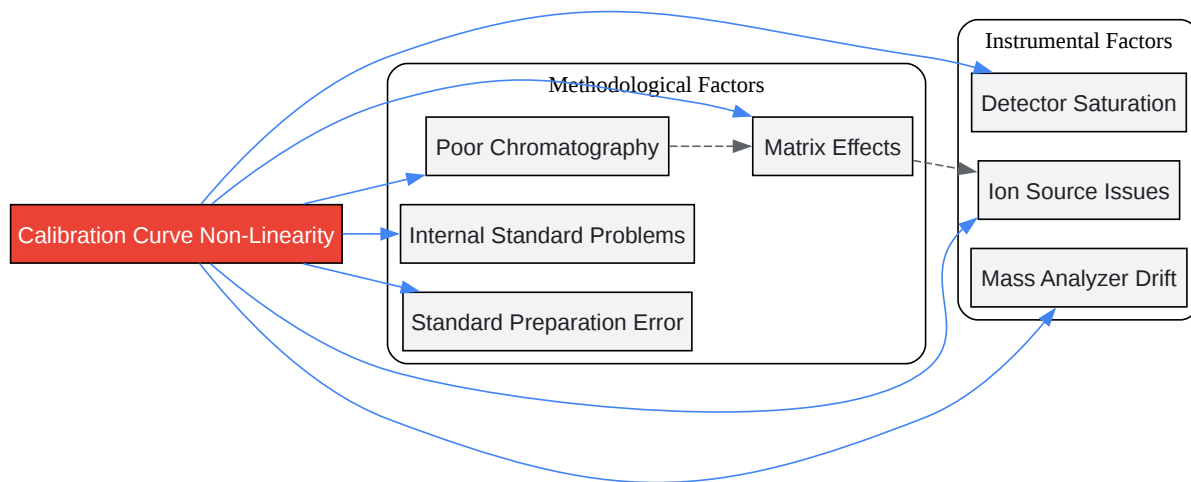 Instrumental Factors
Detector Saturation
Methodological Factors
Poor Chromatography
Matrix Effects
Ion Source Issues
Calibration Curve Non-Linearity
Internal Standard Problems
Mass Analyzer Drift
Standard Preparation Error